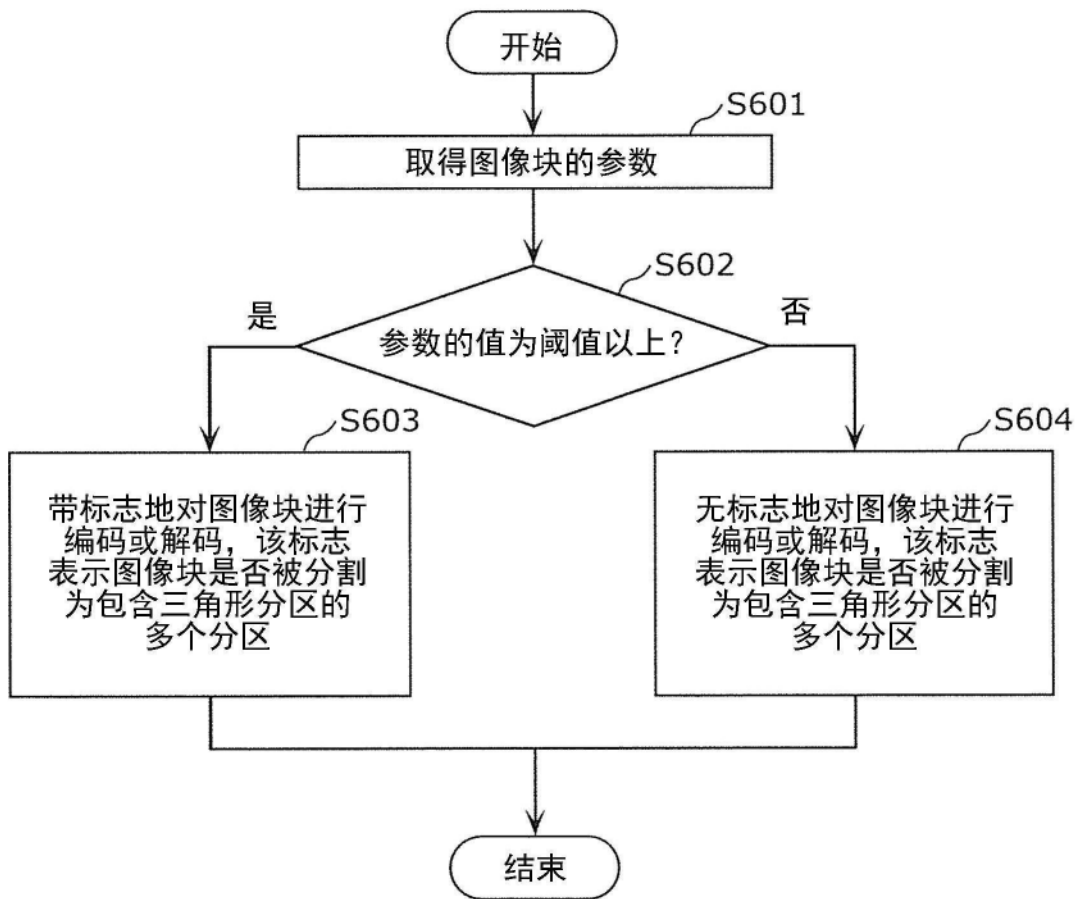 开始
S601
取得图像块的参数
S602
参数的值为阈值以上？
是
否
S603
带标志地对图像块进行
编码或解码，该标志
表示图像块是否被分割
为包含三角形分区的
多个分区
S604
无标志地对图像块进行
编码或解码，该标志
表示图像块是否被分割
为包含三角形分区的
多个分区
结束